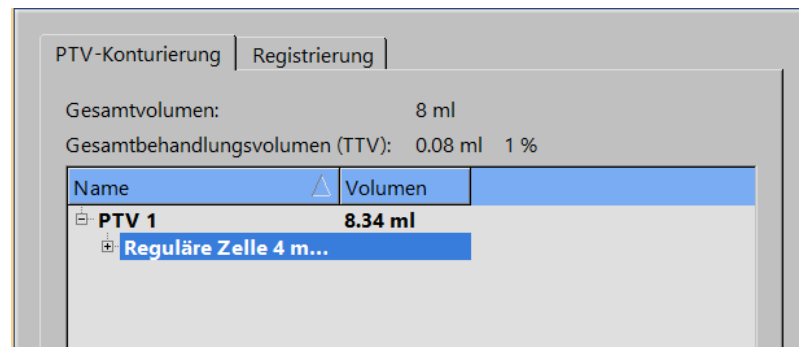 PTV-Konturierung Registrierung
Gesamtvolumen: 8 ml
Gesamtbehandlungsvolumen (TTV): 0.08 ml 1 %
Name Volumen
PTV 1 8.34 ml
Reguläre Zelle 4 m...